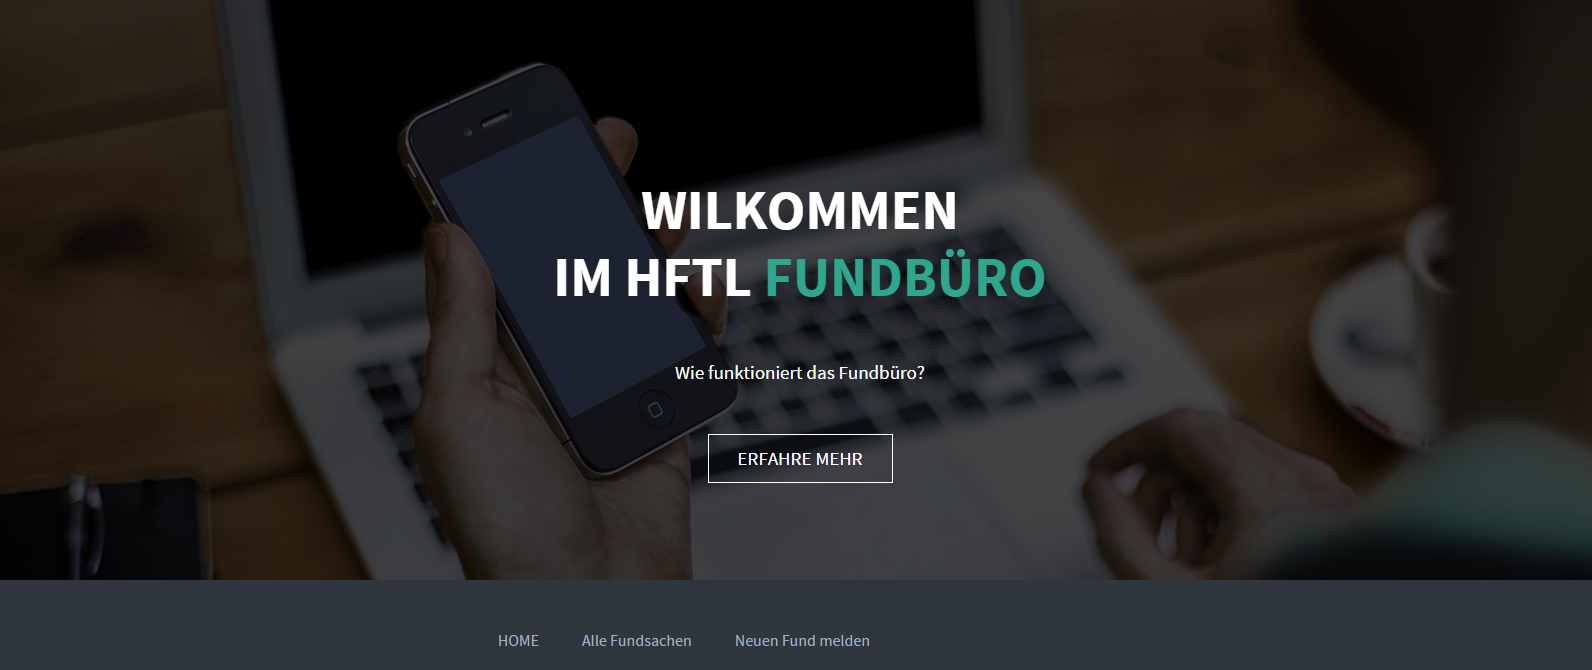 WILKOMMEN
IM HFTL FUNDBÜRO
Wie funktioniert das Fundbüro?
ERFAHRE MEHR
HOME Alle Fundsachen Neuen Fund melden